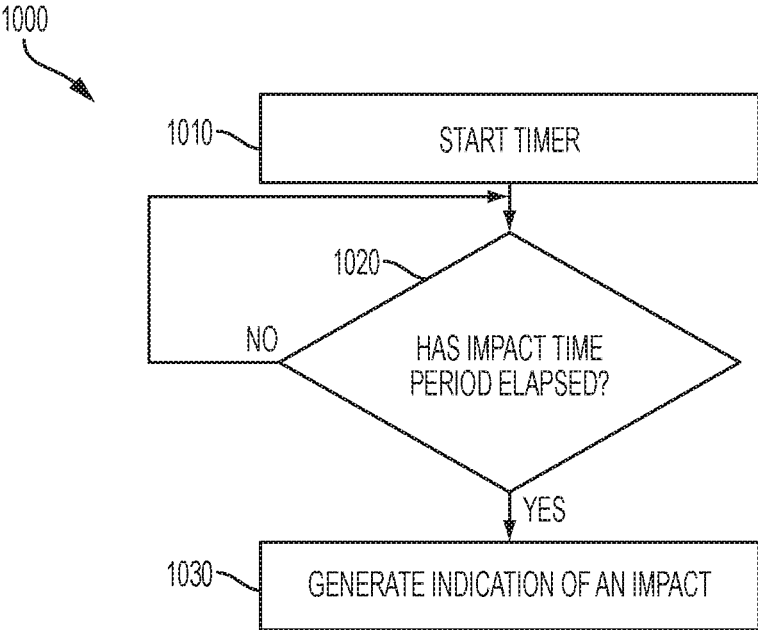 1000
1010
START TIMER
1020
NO
HAS IMPACT TIME
PERIOD ELAPSED?
YES
1030
GENERATE INDICATION OF AN IMPACT